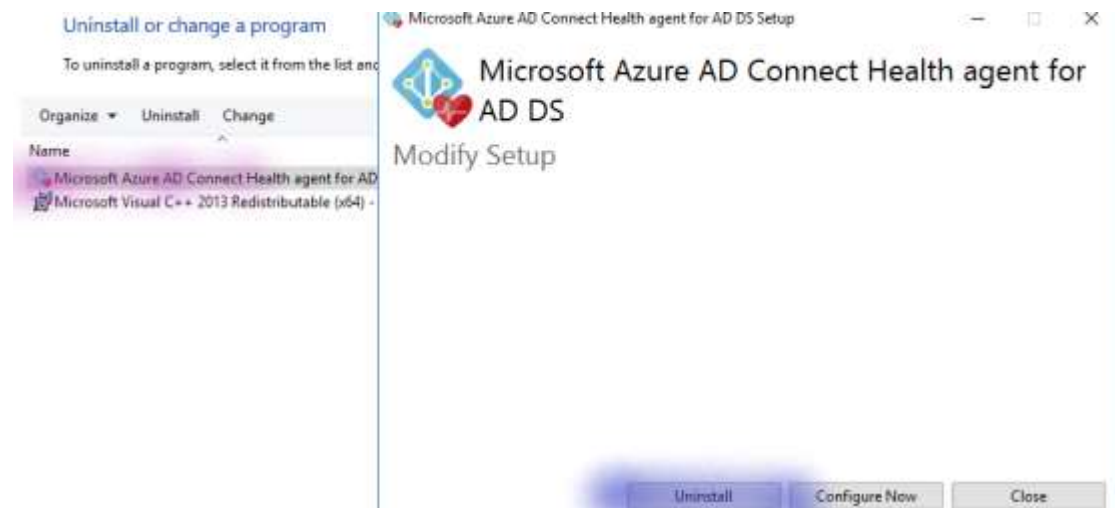 Uninstall or change a program
To uninstall a program, select it from the list and
Organize Uninstall Change
Name
Microsoft Azure AD Connect Health agent for AD
Microsoft Visual C++ 2013 Redistributable (x64) -
Microsoft Azure AD Connect Health agent for AD DS Setup
Microsoft Azure AD Connect Health agent for
AD DS
Modify Setup
Uninstall Configure Now Close